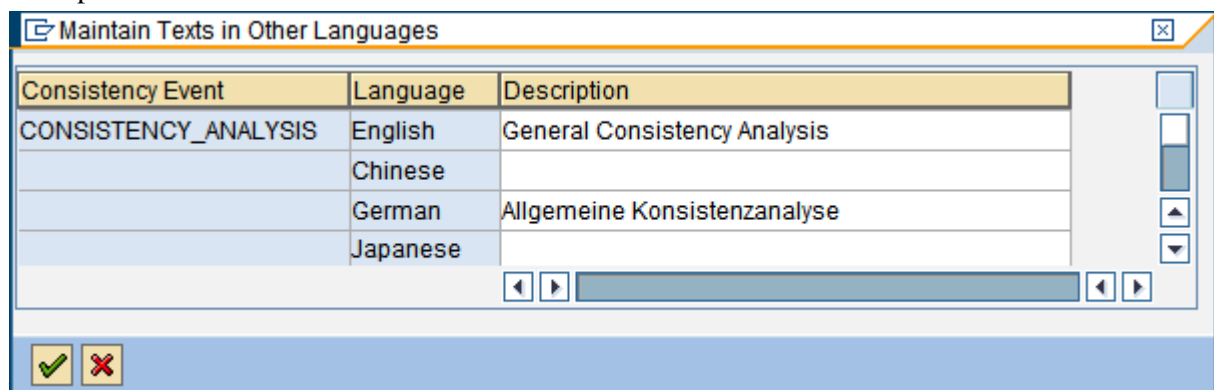 Maintain Texts in Other Languages
Consistency Event Language Description
CONSISTENCY_ANALYSIS English General Consistency Analysis
Chinese
German Allgemeine Konsistenzanalyse
Japanese